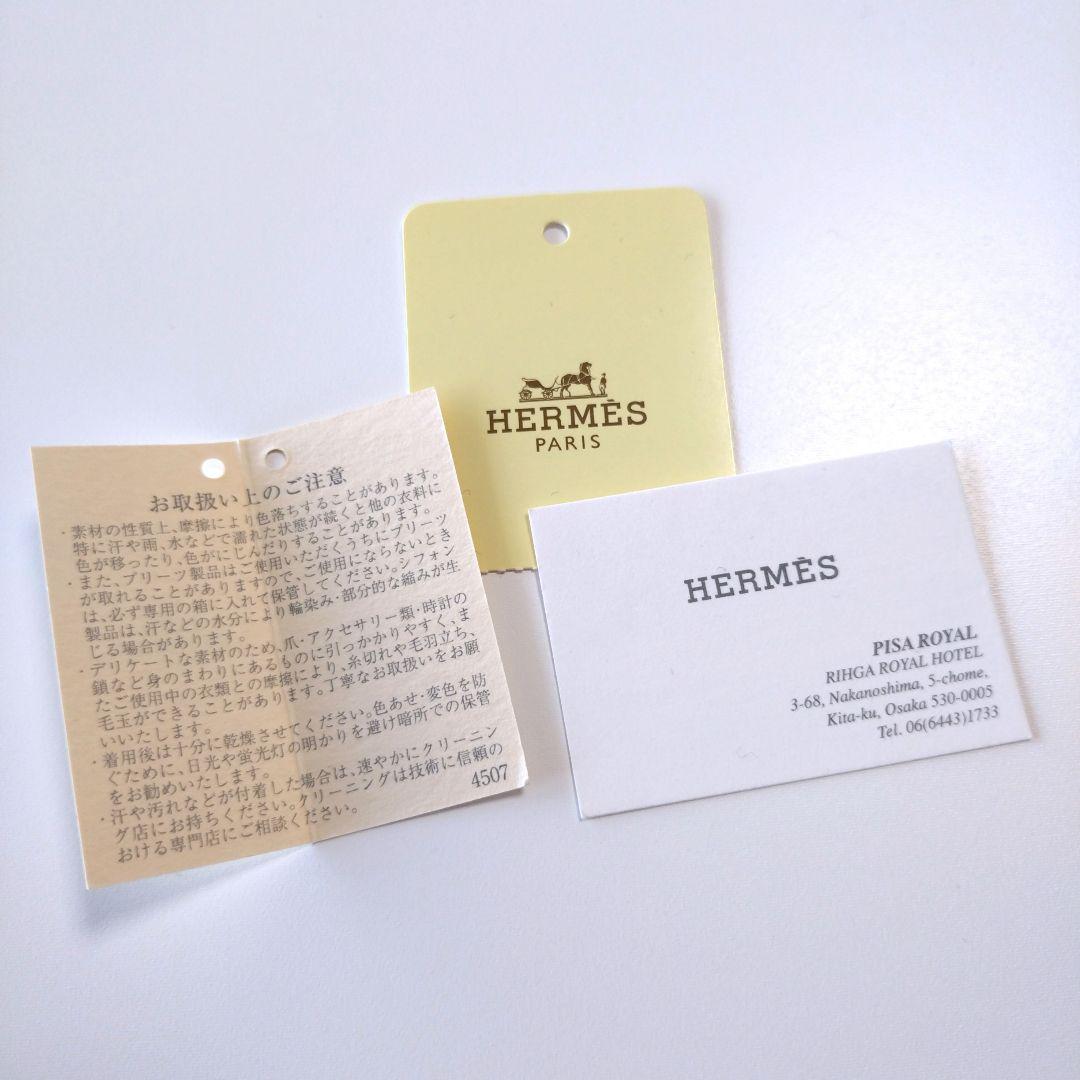 HERMÈS
PARIS
お取扱い上のご注意
・素材の性質上、摩擦により色落ちすることがあります。
特に汗や雨、水などで濡れた状態が続くと他の衣料に
色が移ったり、色がにじんだりすることがあります。
・また、プリーツ製品はご使用いただくうちにプリーツ
が取れることがありますので、ご使用にならないとき
は、必ず専用の箱に入れて保管してください。シフォン
製品は、汗などの水分により輪染み・部分的な縮みが生
じる場合があります。
・デリケートな素材のため、爪・アクセサリー類・時計の
鎖など身のまわりにあるものに引っかかりやすく、ま
たご使用中の衣類との摩擦により、糸切れや毛羽立ち、
毛玉ができることがあります。丁寧なお取扱いをお願
いいたします。
・着用後は十分に乾燥させてください。色あせ・変色を防
ぐために、日光や蛍光灯の明かりを避け暗所での保管
をお勧めいたします。
・汗や汚れなどが付着した場合は、速やかにクリーニン
グ店にお持ちください。クリーニングは技術に信頼の
おける専門店にご相談ください。
4507
HERMÈS
PISA ROYAL
RIHGA ROYAL HOTEL
3-68, Nakanoshima, 5-chome,
Kita-ku, Osaka 530-0005
Tel. 06(6443)1733